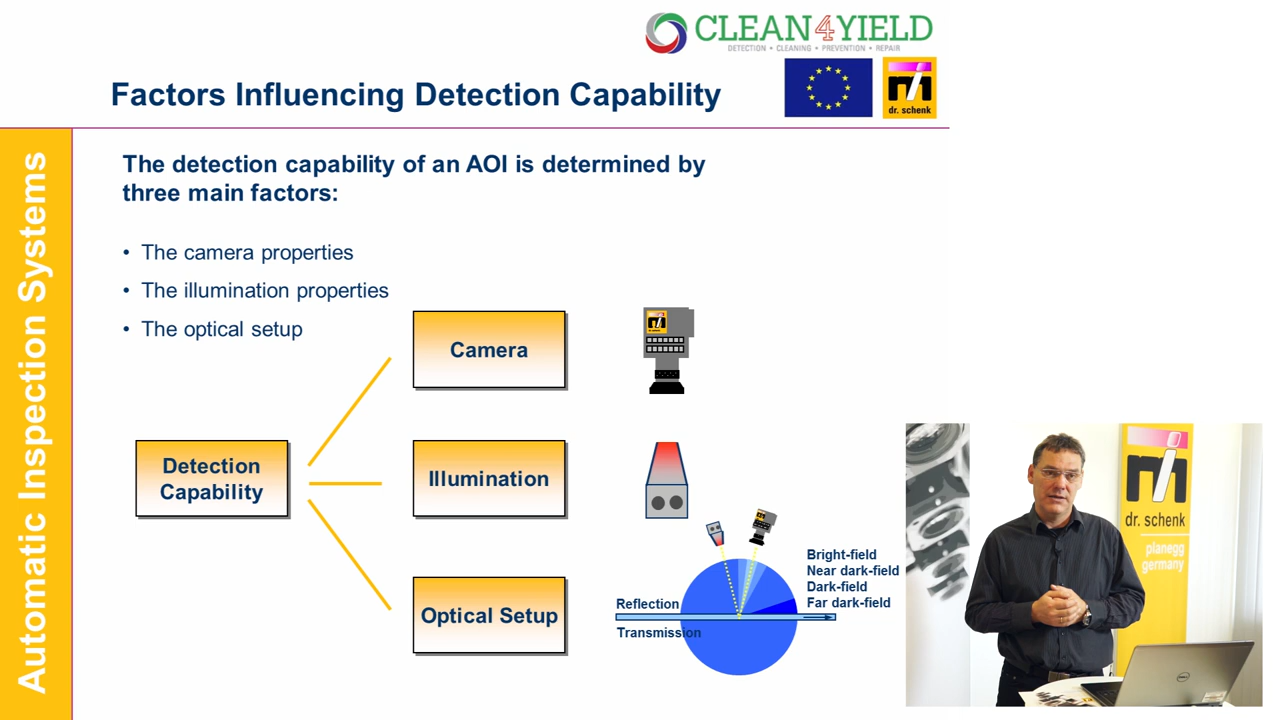 CLEAN4YIELD
DETECTION • CLEANING • PREVENTION • REPAIR
Factors Influencing Detection Capability
dr. schenk
Automatic Inspection Systems
The detection capability of an AOI is determined by
three main factors:
• The camera properties
• The illumination properties
• The optical setup
Camera
Detection
Capability
Illumination
Optical Setup
Bright-field
Near dark-field
Dark-field
Far dark-field
Reflection
Transmission
dr. schenk
planegg
germany
DELL